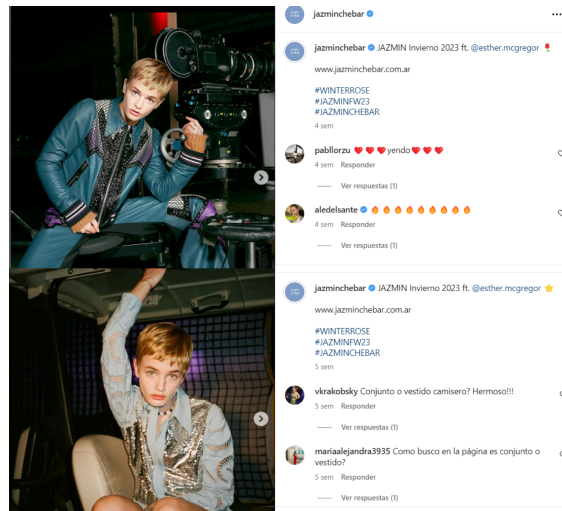 jazminchebar
...
jazminchebar JAZMIN Invierno 2023 ft. @esther.mcgregor 🌹
www.jazminchebar.com.ar
#WINTERROSE
#JAZMINFW23
#JAZMINCHEBAR
4 sem
pabllorzu ❤️❤️❤️yendo❤️❤️❤️
4 sem Responder
Ver respuestas (1)
aledelsante 🔥🔥🔥🔥🔥🔥🔥🔥🔥
4 sem Responder
Ver respuestas (1)
jazminchebar JAZMIN Invierno 2023 ft. @esther.mcgregor ⭐
www.jazminchebar.com.ar
#WINTERROSE
#JAZMINFW23
#JAZMINCHEBAR
5 sem
vkrakobsky Conjunto o vestido camisero? Hermoso!!!
5 sem Responder
Ver respuestas (1)
mariaalejandra3935 Como busco en la página es conjunto o
vestido?
5 sem Responder
Ver respuestas (1)